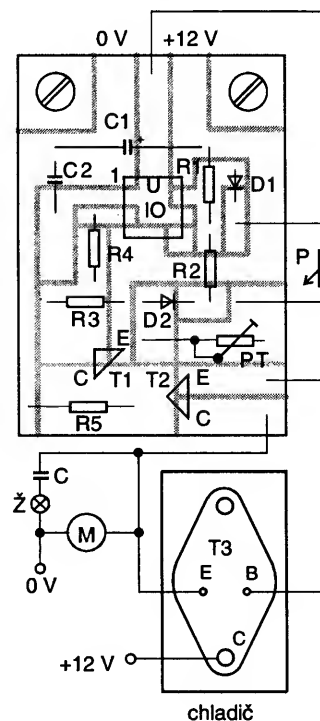 0 V +12 V
C1
+
C2
1
U
IO
R1
D1
R4
R2
P
R3
D2
E
PT
C T1 T2 E
C
R5
C
Ž
M
0 V
T3
E B
C
+12 V
chladič